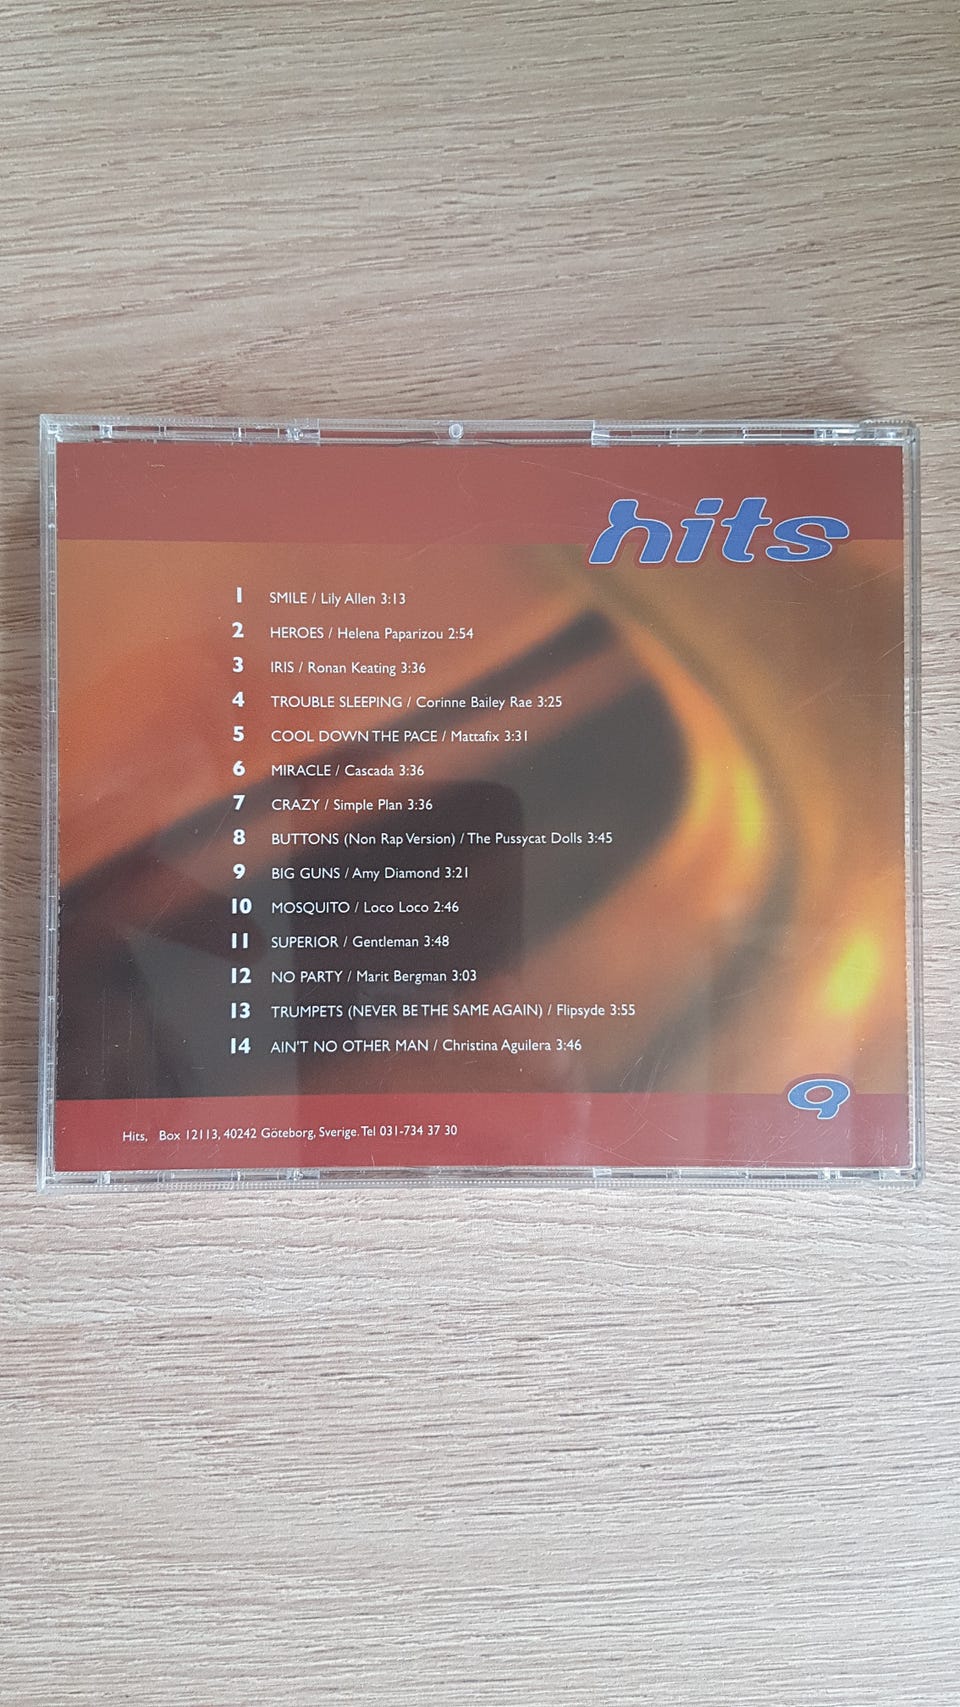 hits
1 SMILE / Lily Allen 3:13
2 HEROES / Helena Paparizou 2:54
3 IRIS / Ronan Keating 3:36
4 TROUBLE SLEEPING / Corinne Bailey Rae 3:25
5 COOL DOWN THE PACE / Mattafix 3:31
6 MIRACLE / Cascada 3:36
7 CRAZY / Simple Plan 3:36
8 BUTTONS (Non Rap Version) / The Pussycat Dolls 3:45
9 BIG GUNS / Amy Diamond 3:21
10 MOSQUITO / Loco Loco 2:46
11 SUPERIOR / Gentleman 3:48
12 NO PARTY / Marit Bergman 3:03
13 TRUMPETS (NEVER BE THE SAME AGAIN) / Flipsyde 3:55
14 AIN'T NO OTHER MAN / Christina Aguilera 3:46
9
Hits, Box 12113, 40242 Göteborg, Sverige. Tel 031-734 37 30